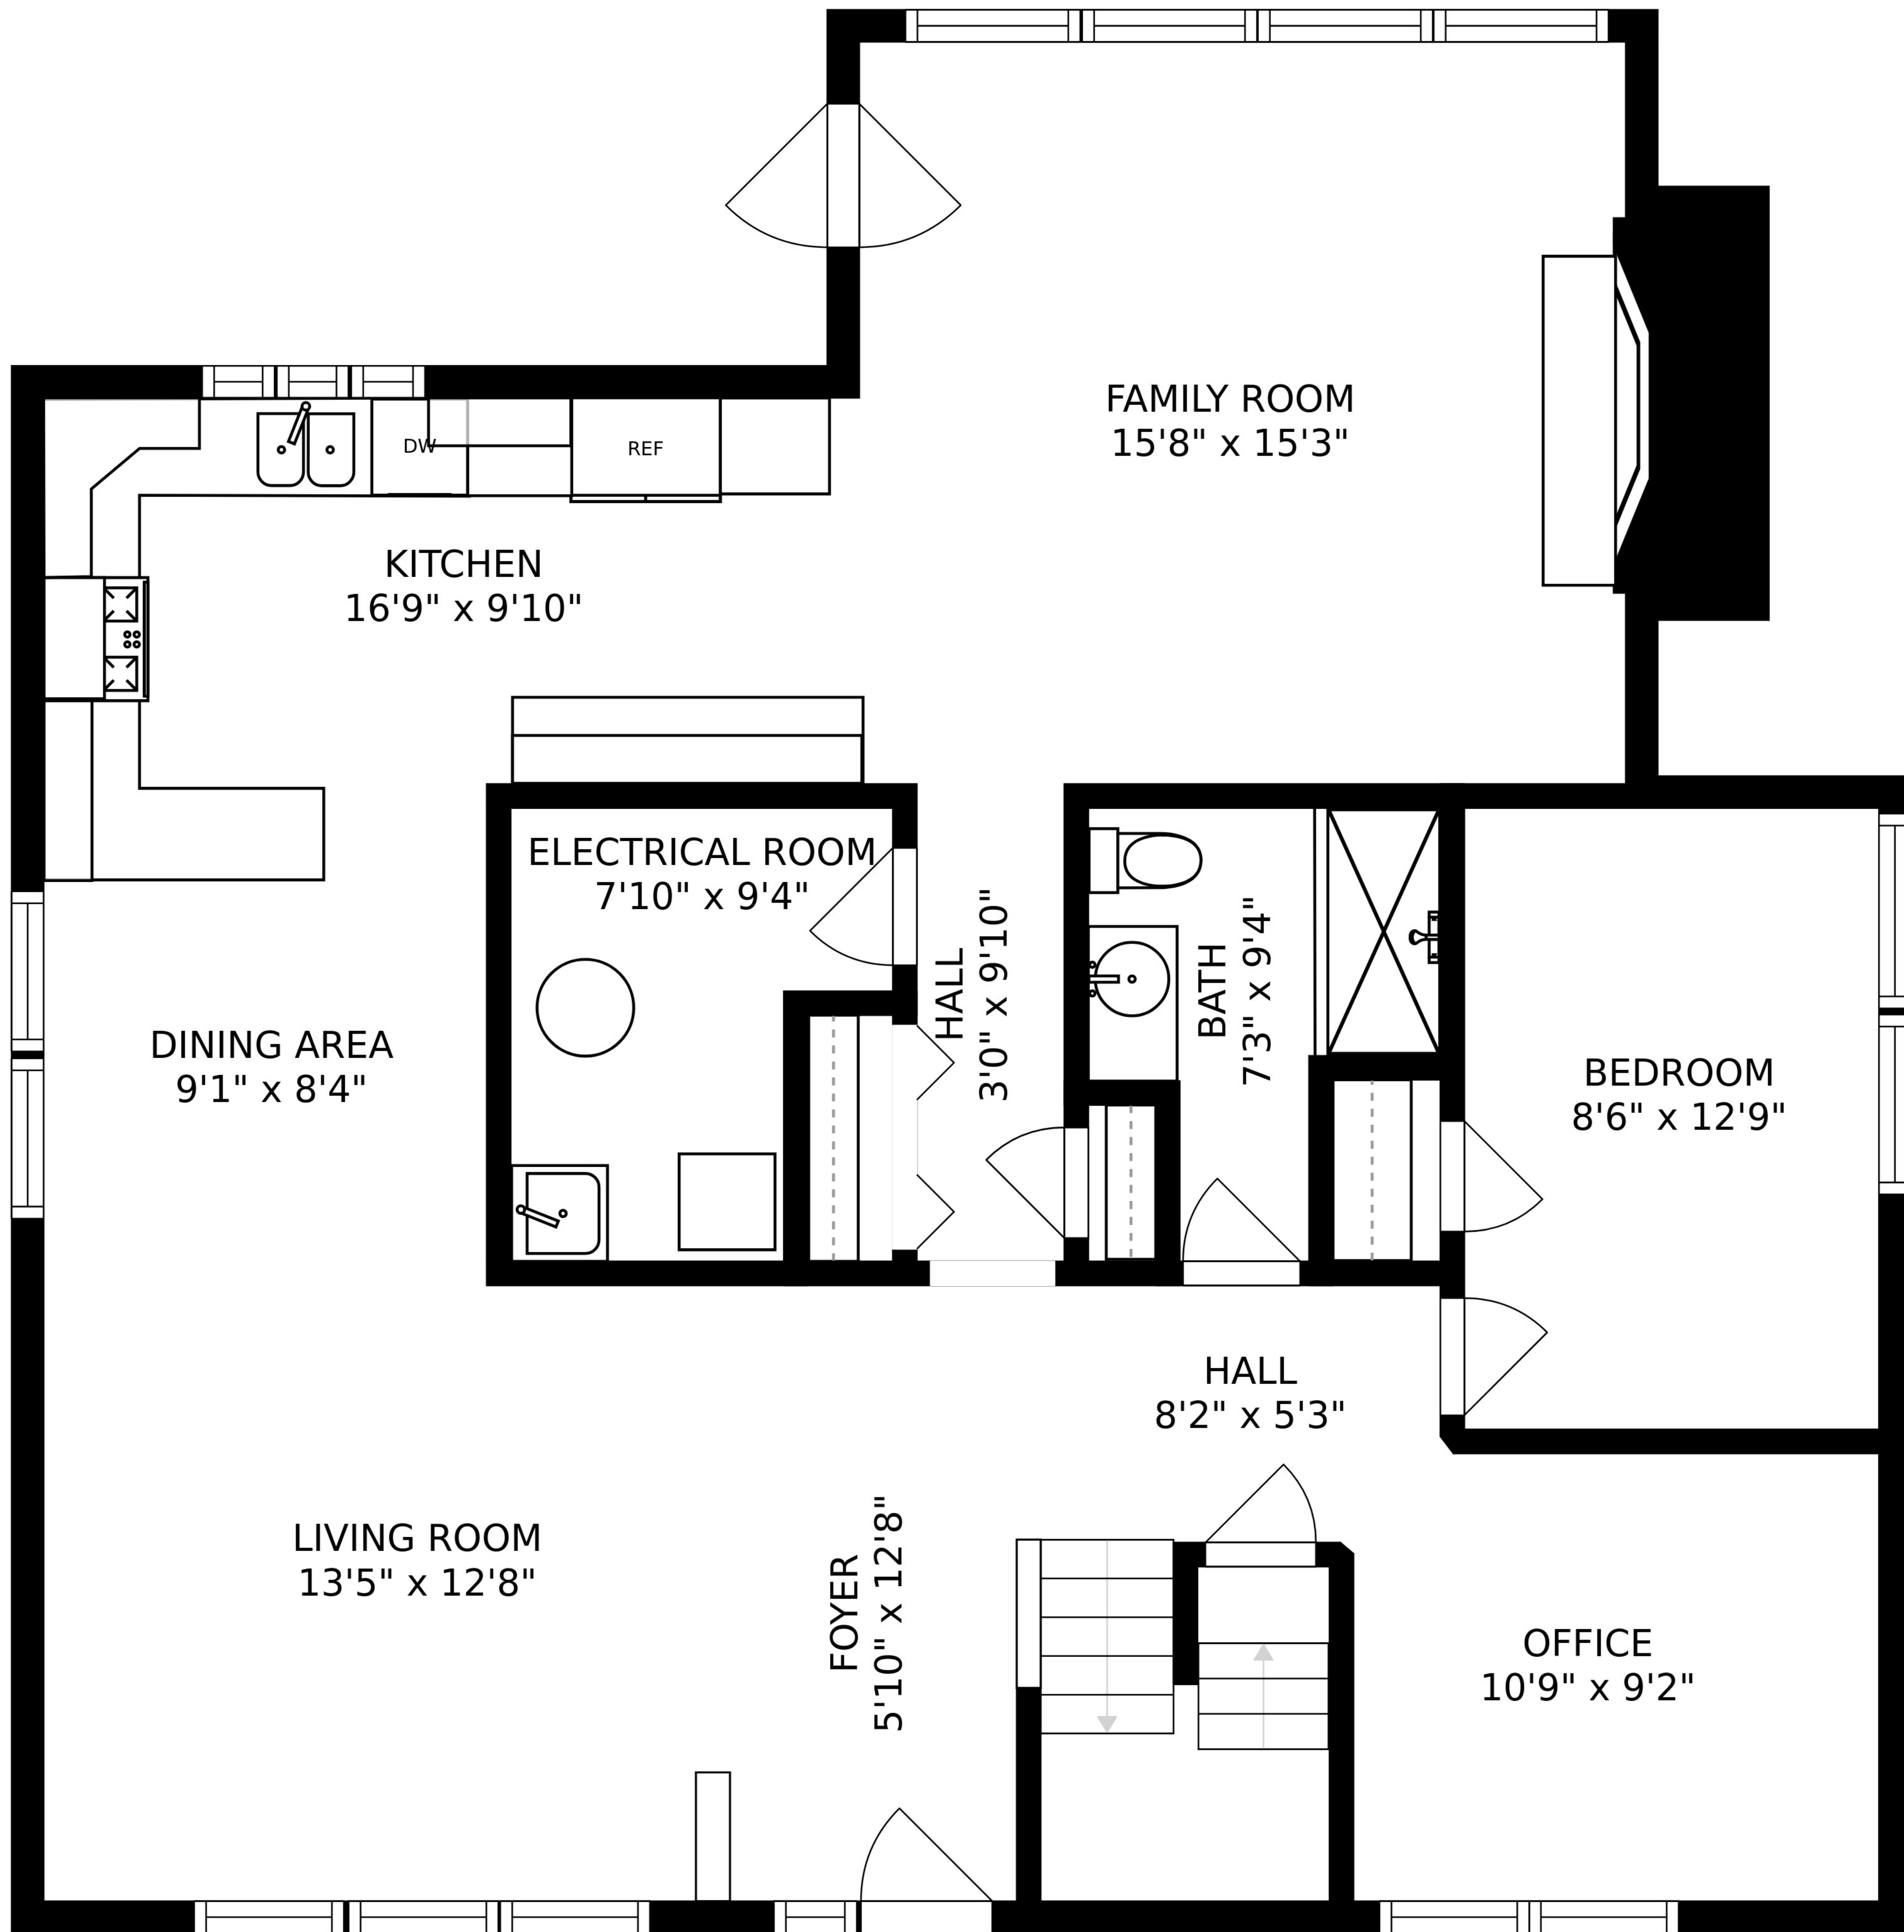 FAMILY ROOM
15'8" x 15'3"
DW
REF
KITCHEN
16'9" x 9'10"
ELECTRICAL ROOM
7'10" x 9'4"
HALL
3'0" x 9'10"
BATH
7'3" x 9'4"
DINING AREA
9'1" x 8'4"
BEDROOM
8'6" x 12'9"
HALL
8'2" x 5'3"
LIVING ROOM
13'5" x 12'8"
FOYER
5'10" x 12'8"
OFFICE
10'9" x 9'2"